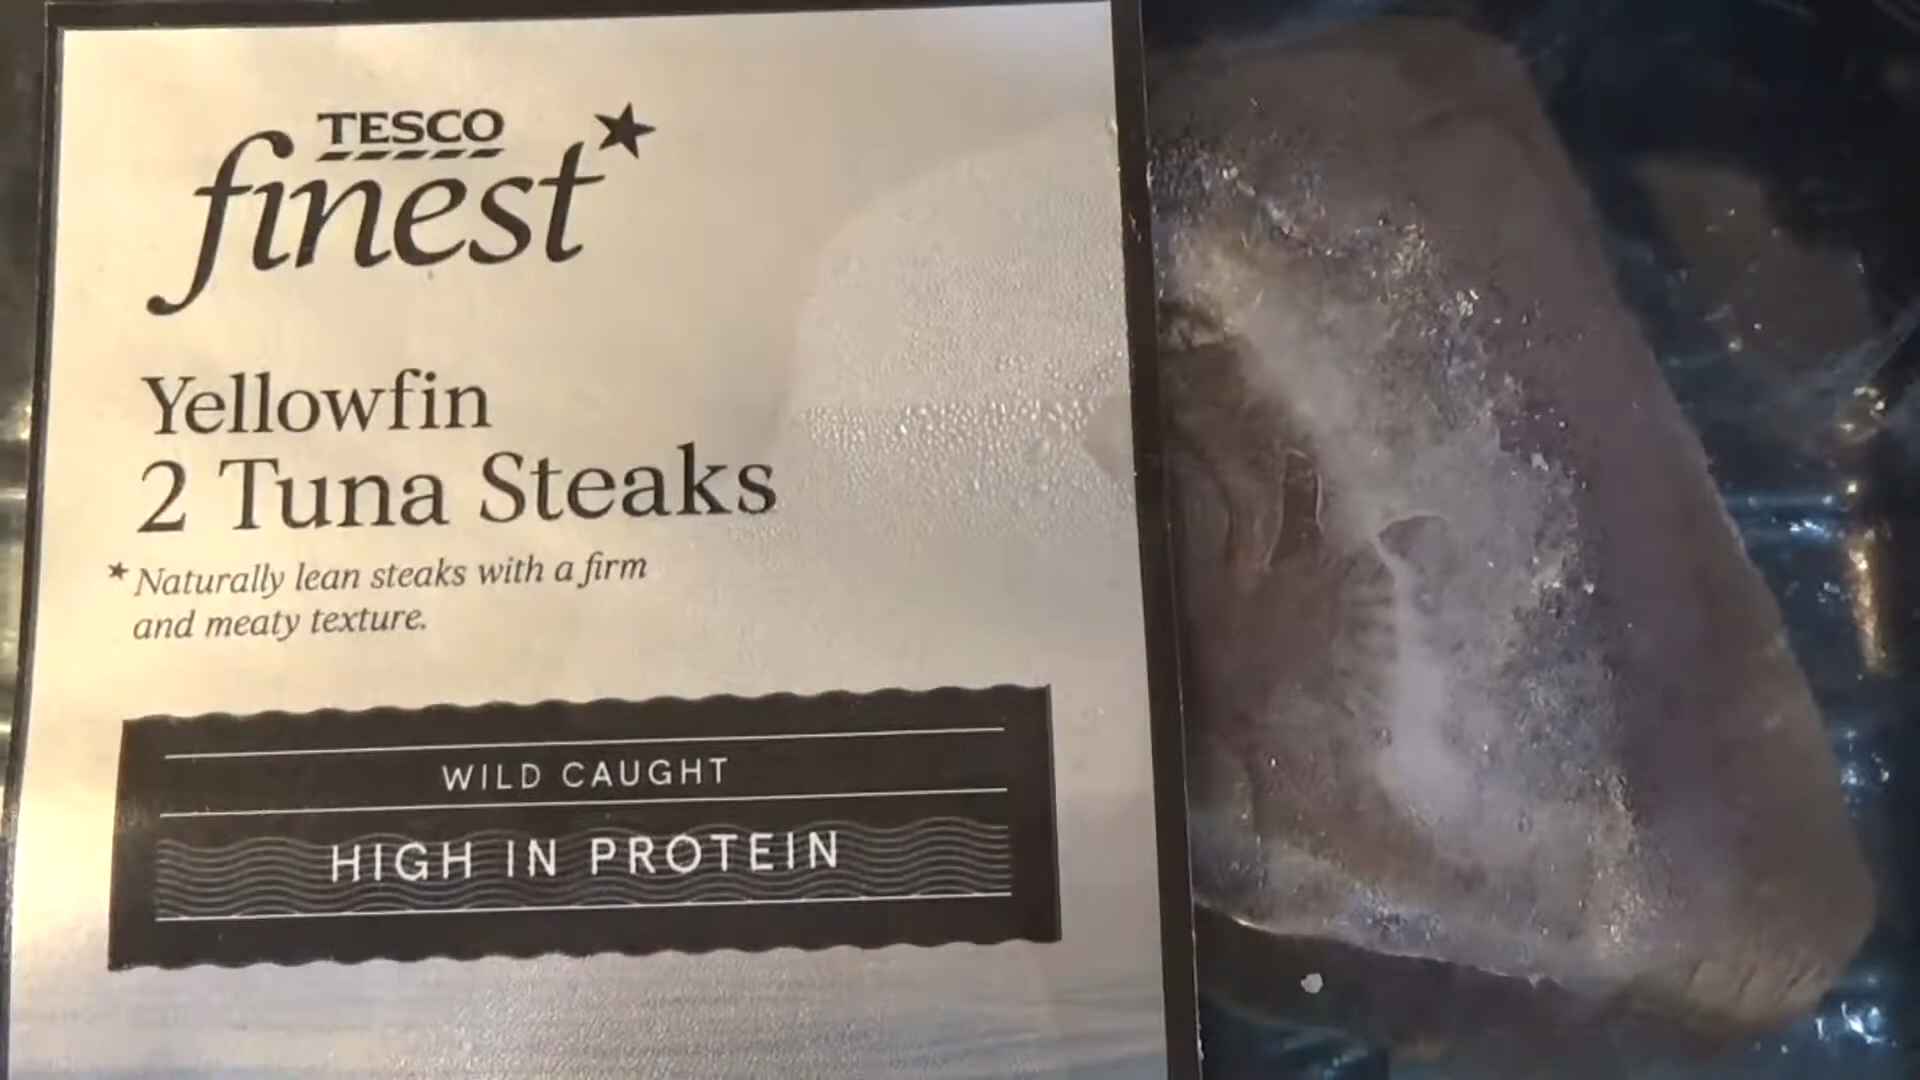 TESCO
finest*
Yellowfin
2 Tuna Steaks
* Naturally lean steaks with a firm
and meaty texture.
WILD CAUGHT
HIGH IN PROTEIN